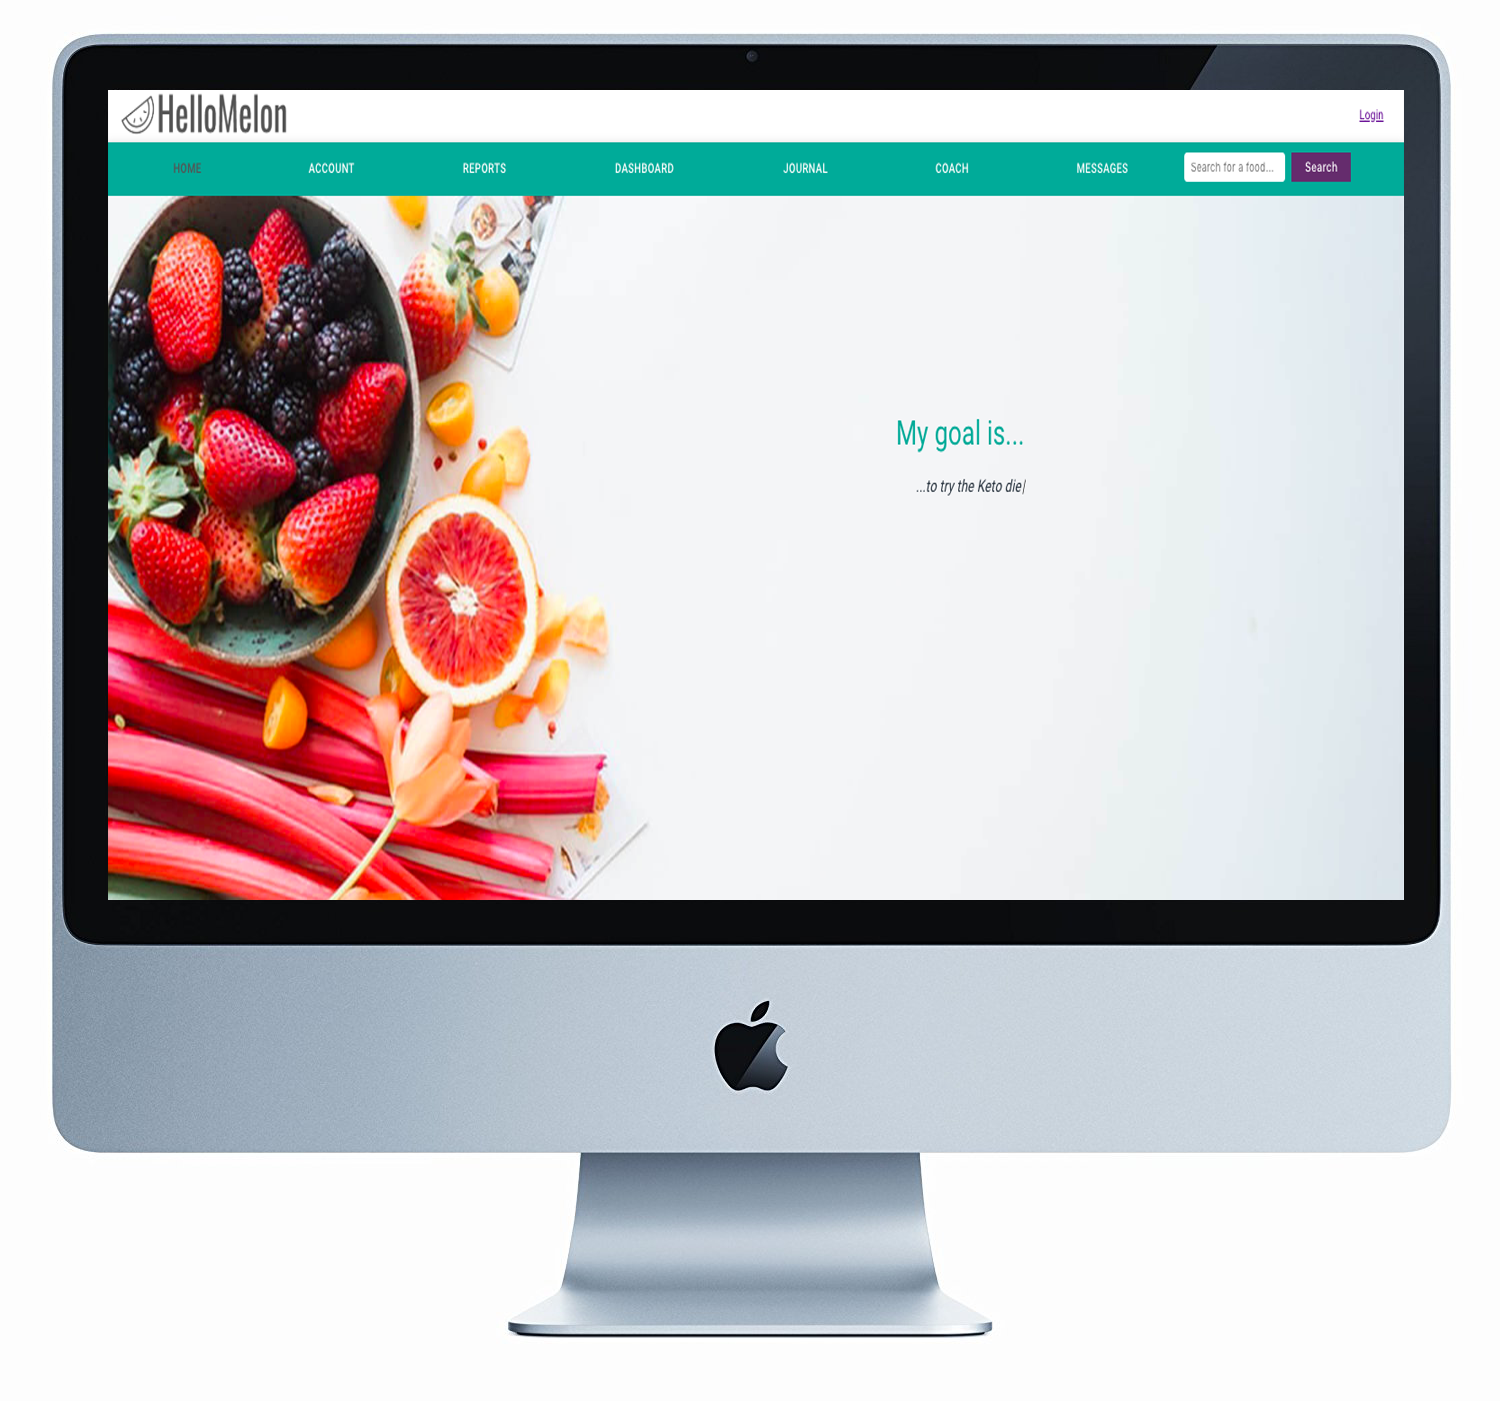 HelloMelon
Login
HOME ACCOUNT REPORTS DASHBOARD JOURNAL COACH MESSAGES Search for a food... Search
My goal is...
...to try the Keto die|